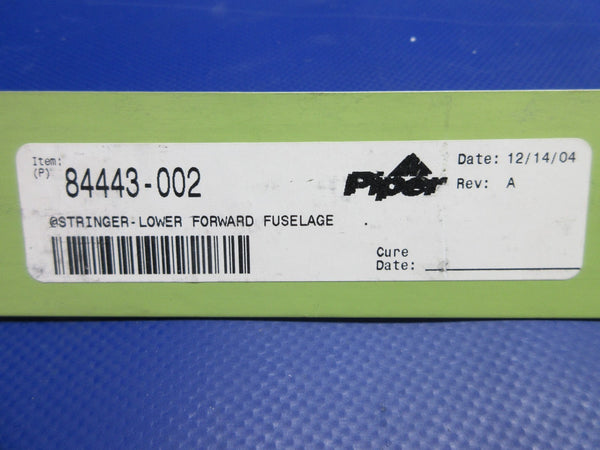 Item:
(P) 84443-002
Piper
Date: 12/14/04
Rev: A
@STRINGER-LOWER FORWARD FUSELAGE .
Cure
Date: